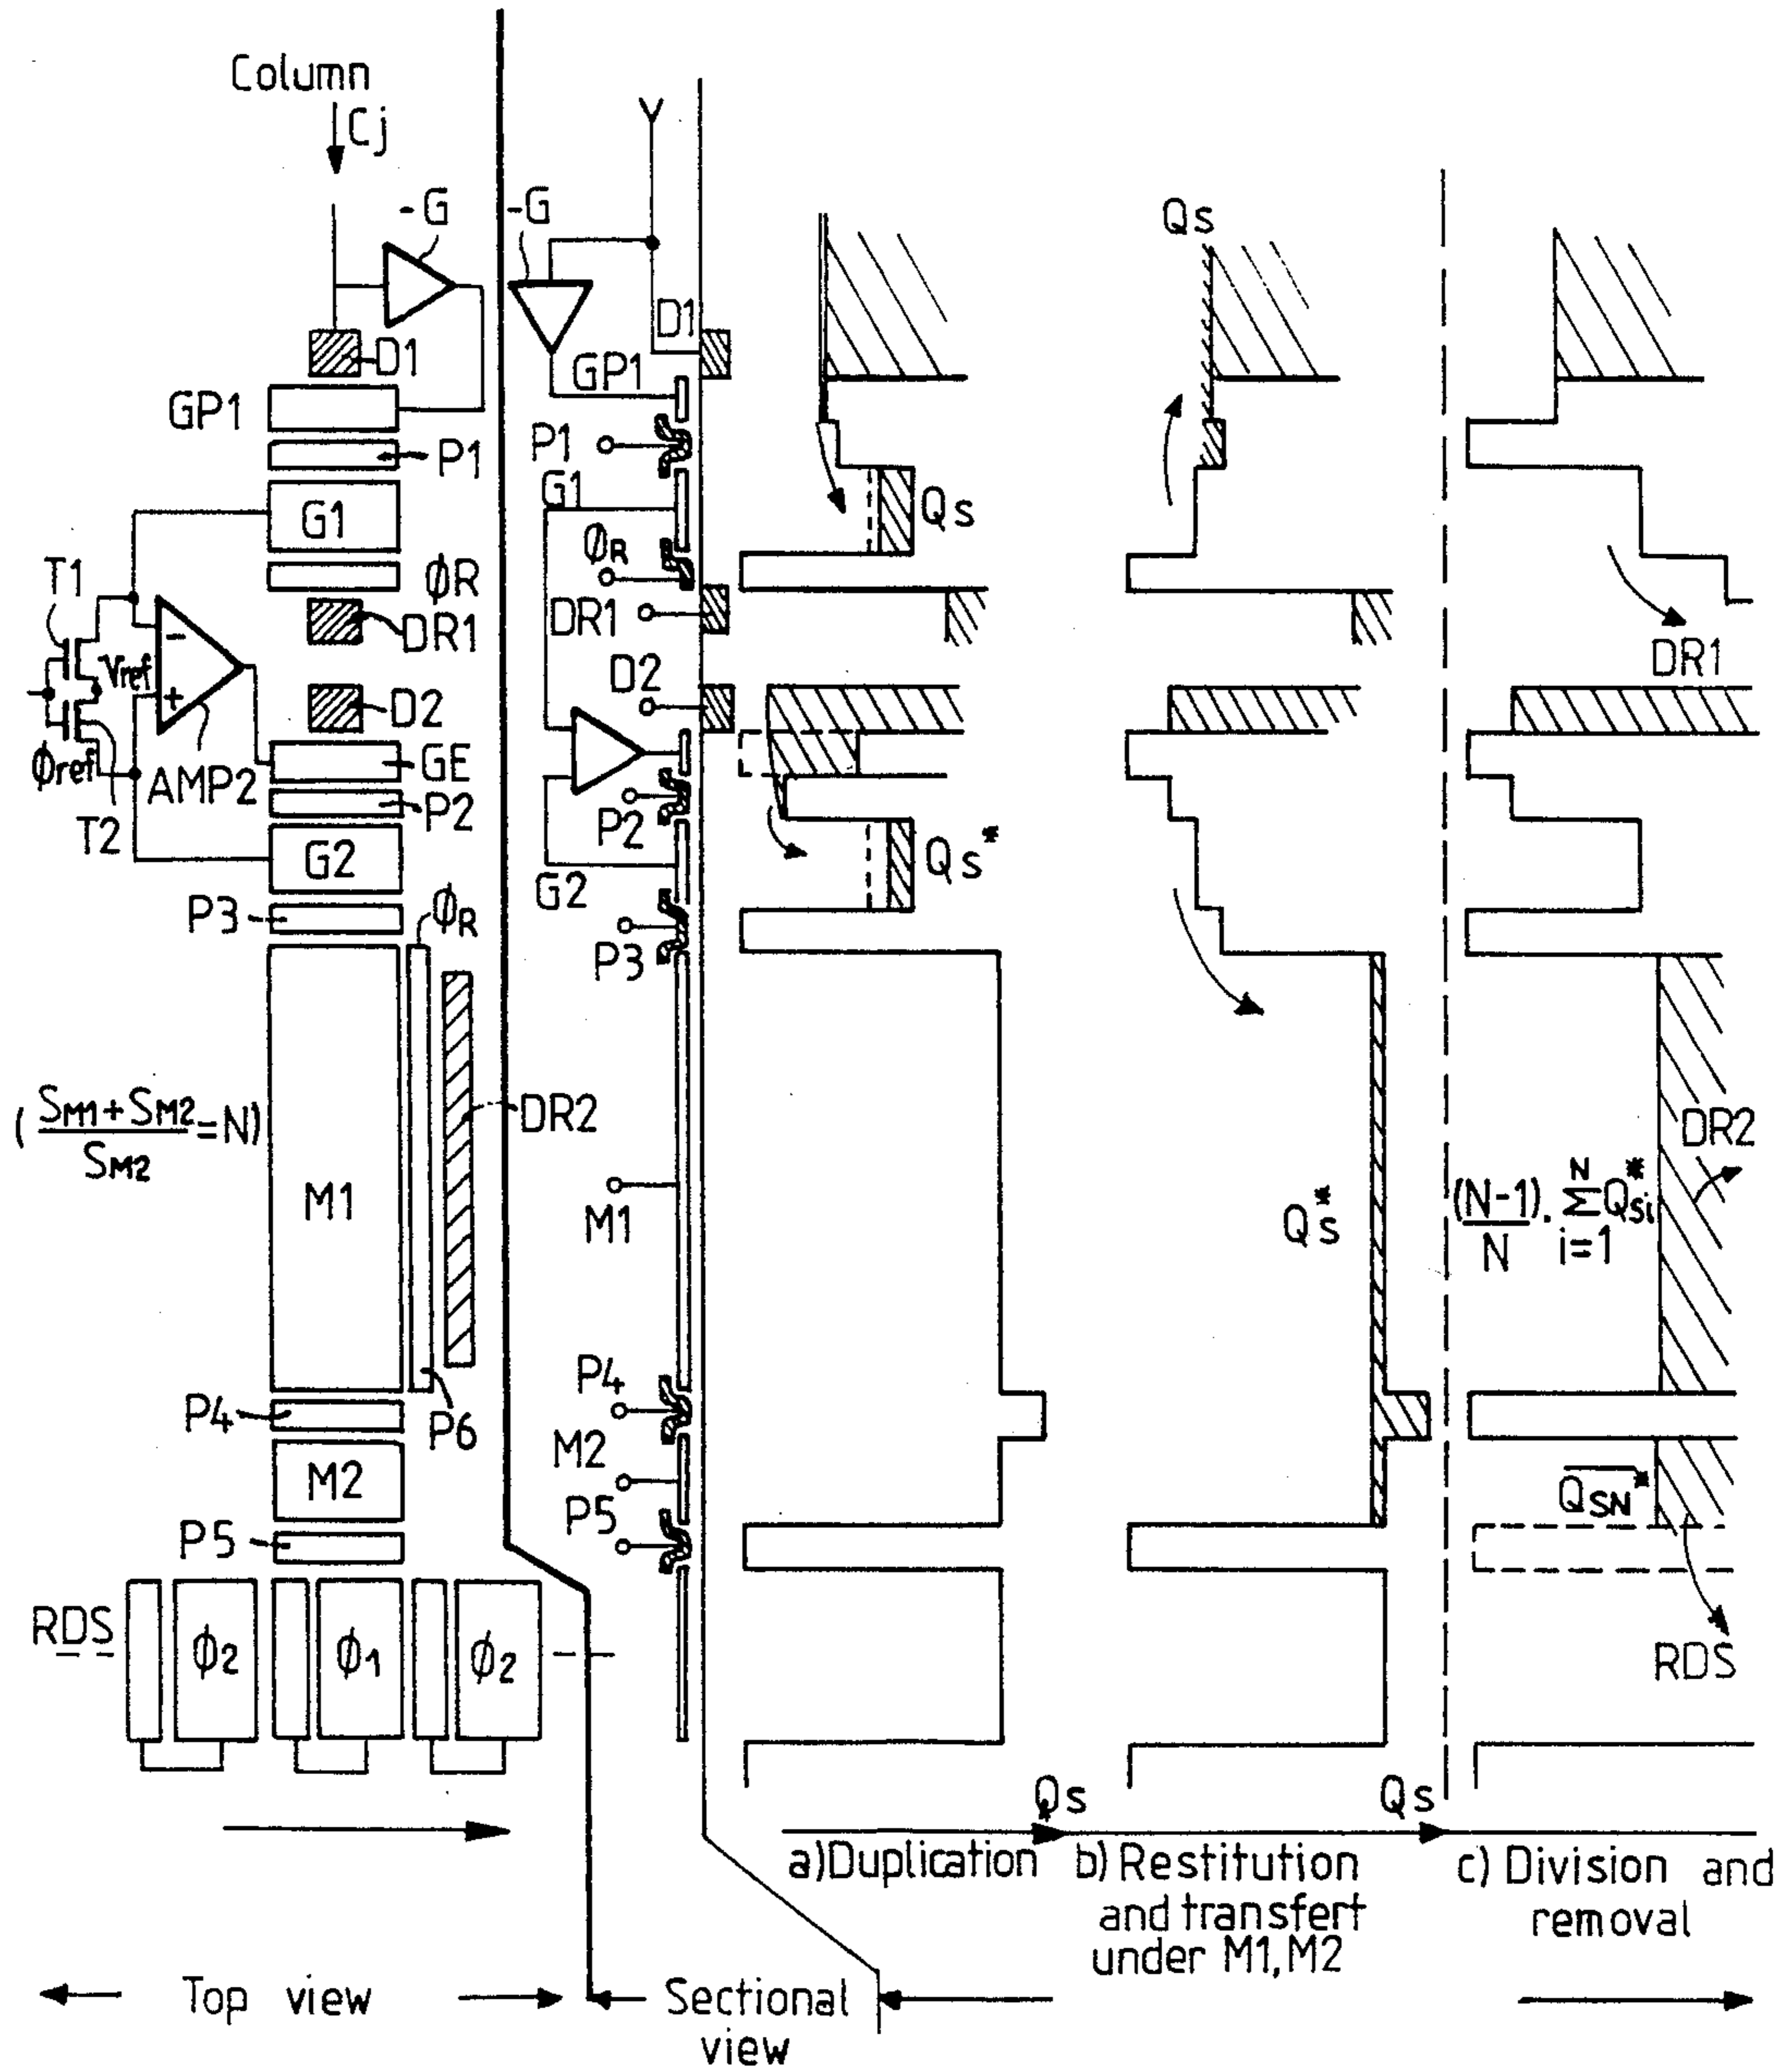 Column
Cj
-G
D1
GP1
P1
G1
T1
ØR
DR1
Vref
-
+
D2
Øref
AMP2
GE
P2
T2
G2
P3
ØR
(SM1+SM2/SM2=N)
M1
DR2
P4
P6
M2
P5
RDS
Ø2
Ø1
Ø2
-G
D1
GP1
P1
G1
ØR
DR1
D2
P2
G2
P3
M1
P4
M2
P5
Qs
Qs*
Qs
Qs*
DR1
DR2
(N-1)/N . N Σ i=1 Qsi*
QSN*
RDS
Qs
Qs
a) Duplication
b) Restitution
and transfert
under M1,M2
c) Division and
removal
Top view
Sectional
view